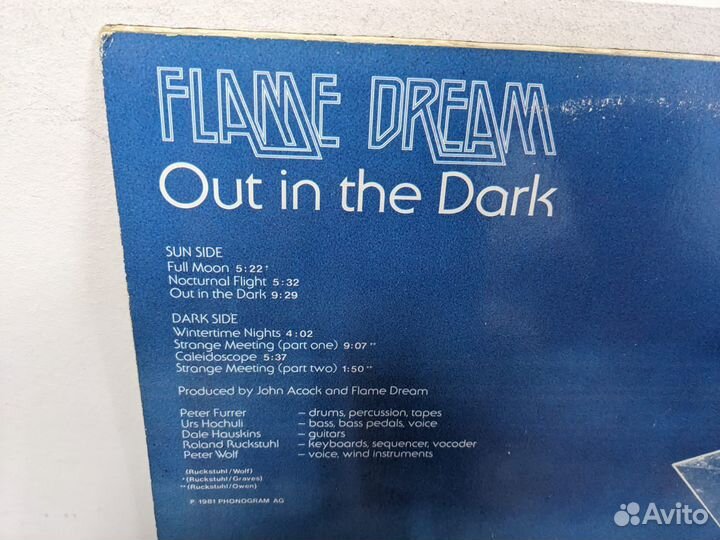 FLAME DREAM
Out in the Dark
SUN SIDE
Full Moon 5:22*
Nocturnal Flight 5:32
Out in the Dark 9:29
DARK SIDE
Wintertime Nights 4:02
Strange Meeting (part one) 9:07**
Caleidoscope 5:37
Strange Meeting (part two) 1:50**
Produced by John Acock and Flame Dream
Peter Furrer – drums, percussion, tapes
Urs Hochuli – bass, bass pedals, voice
Dale Hauskins – guitars
Roland Ruckstuhl – keyboards, sequencer, vocoder
Peter Wolf – voice, wind instruments
(Ruckstuhl/Wolf)
*(Ruckstuhl/Graves)
**(Ruckstuhl/Owen)
P 1981 PHONOGRAM AG
Avito